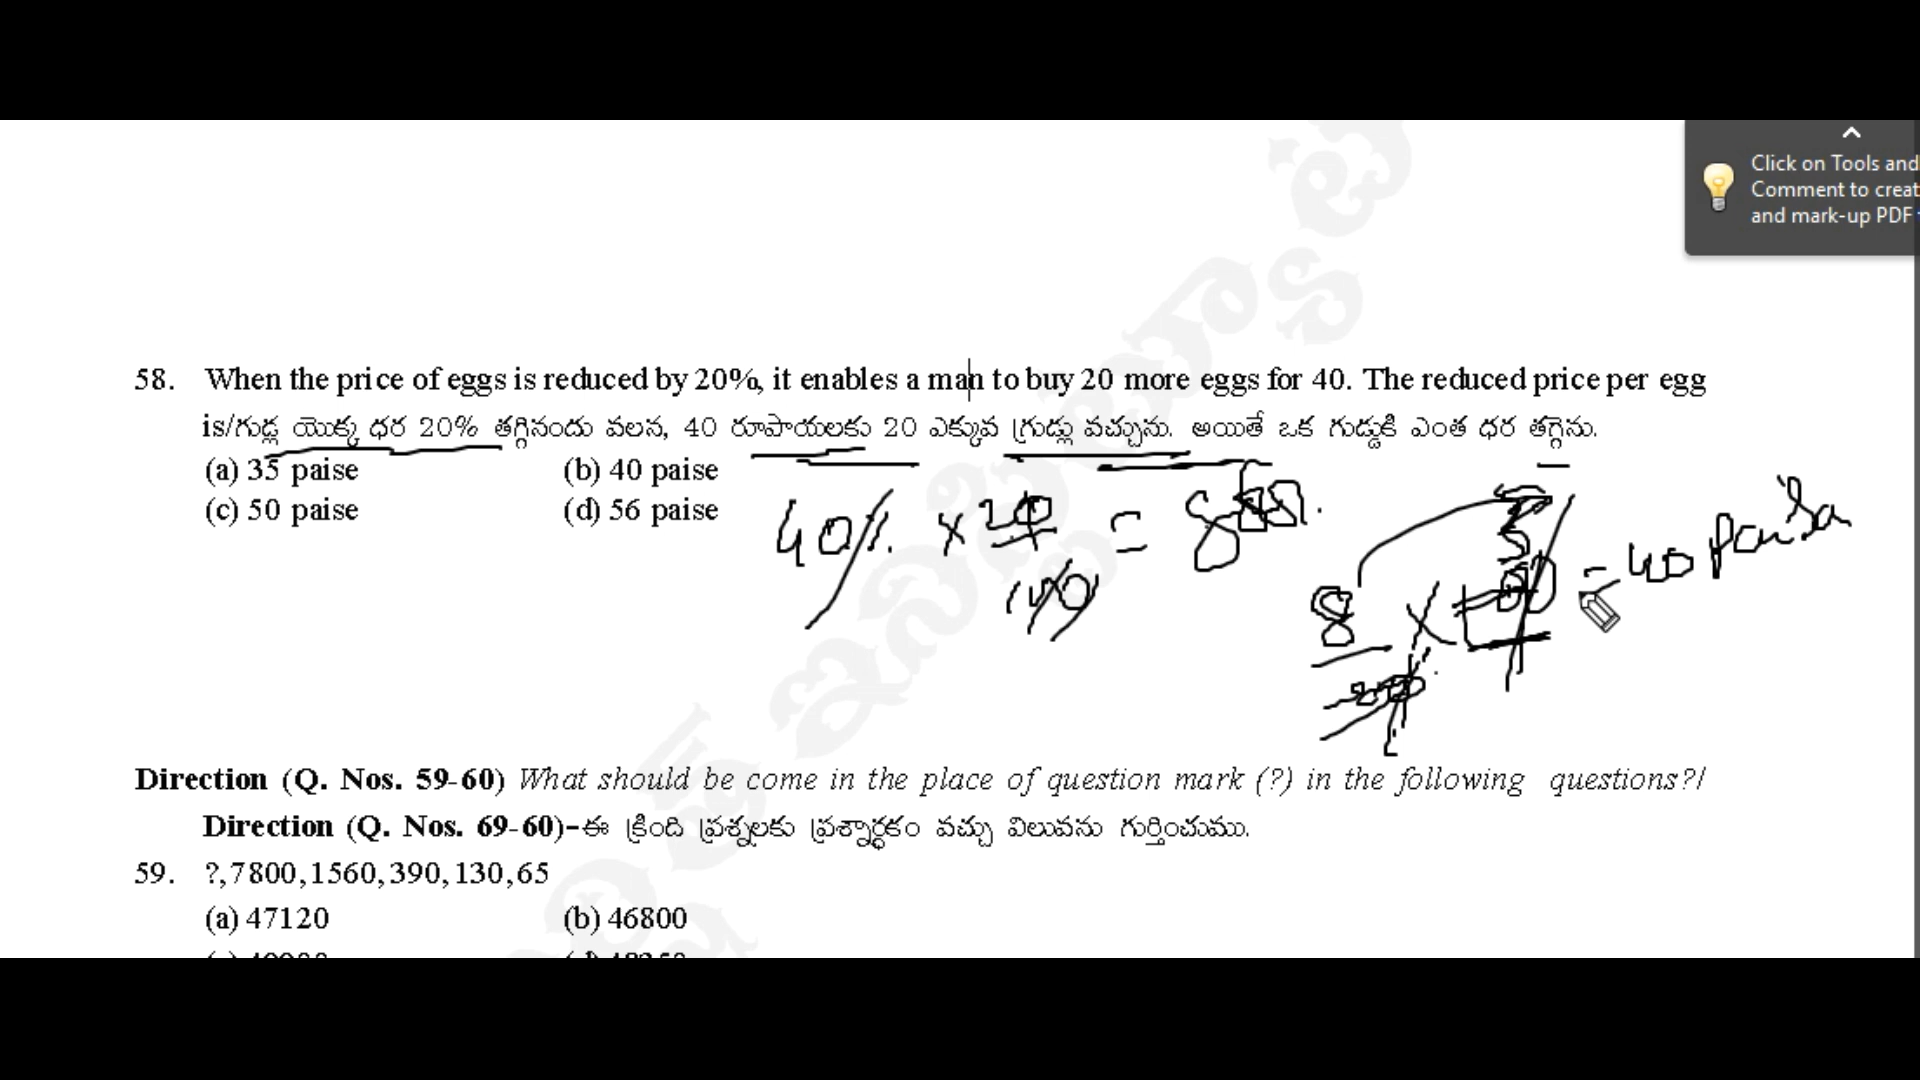 Click on Tools and
Comment to creat
and mark-up PDF
58. When the price of eggs is reduced by 20%, it enables a man to buy 20 more eggs for 40. The reduced price per egg
is/గుడ్ల యొక్క ధర 20% తగ్గినందు వలన, 40 రూపాయలకు 20 ఎక్కువ గ్రుడ్లు వచ్చును. అయితే ఒక గుడ్డుకి ఎంత ధర తగ్గెను.
(a) 35 paise (b) 40 paise
(c) 50 paise (d) 56 paise
40% × 20/100 = 8
8 × 100 = 40 paisa
Direction (Q. Nos. 59-60) What should be come in the place of question mark (?) in the following questions?/
Direction (Q. Nos. 69-60)-ఈ క్రింది ప్రశ్నలకు ప్రశ్నార్థకం వచ్చు విలువను గుర్తించుము.
59. ?,7800,1560,390,130,65
(a) 47120 (b) 46800